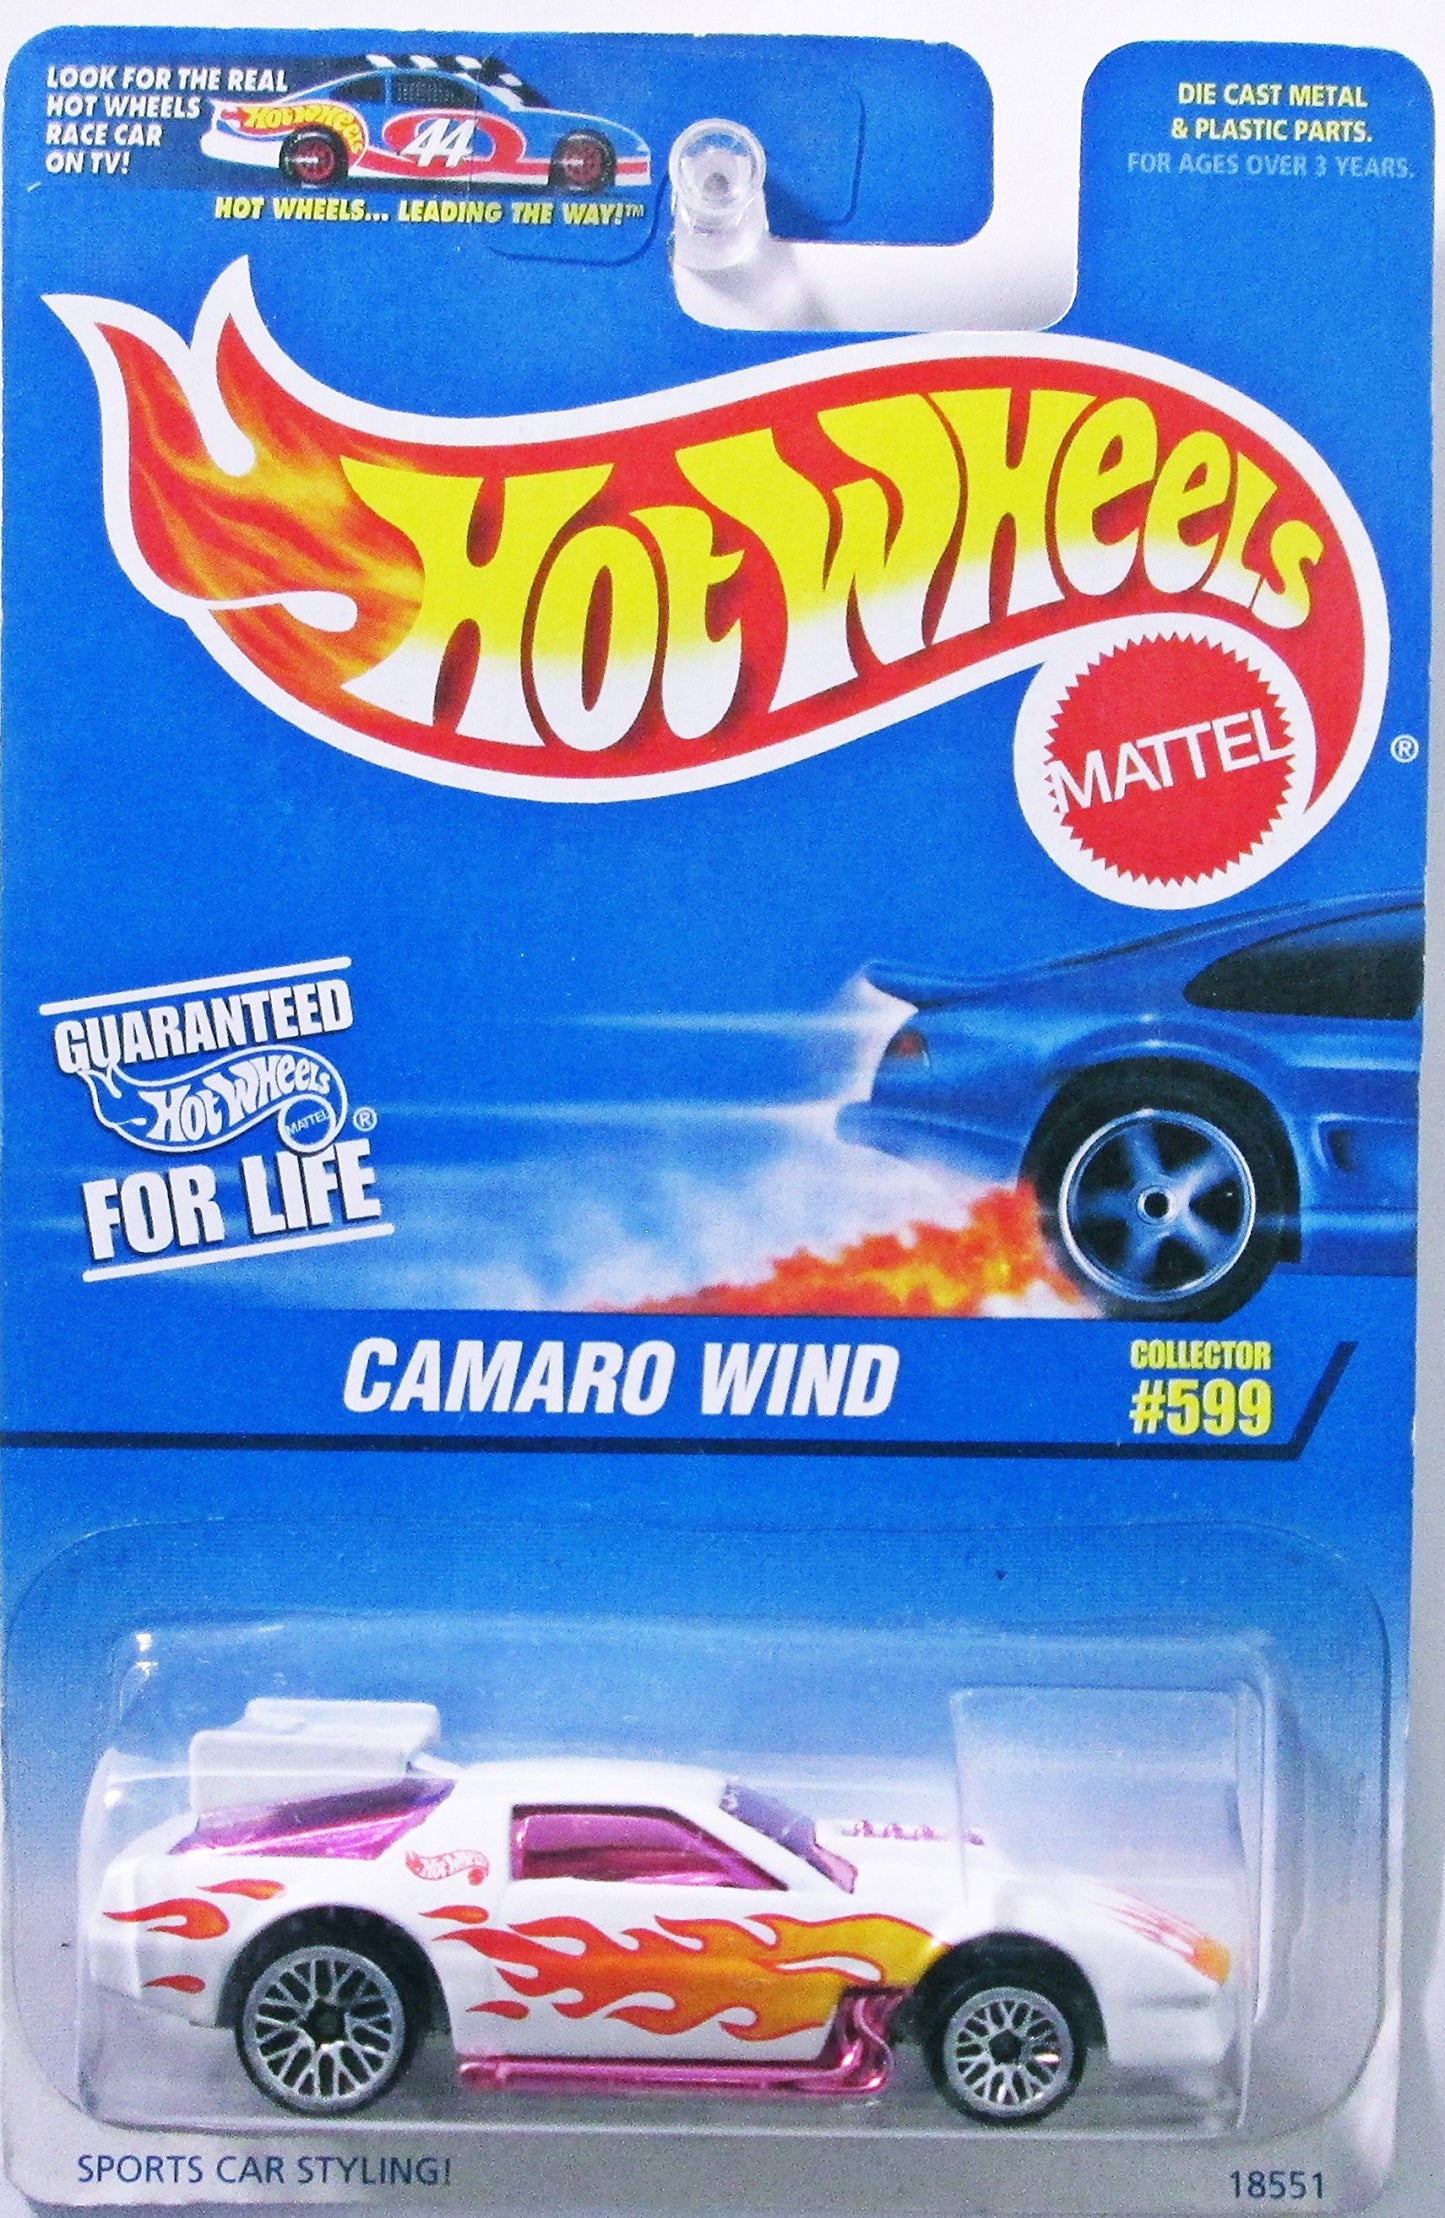 LOOK FOR THE REAL
HOT WHEELS
RACE CAR
ON TV!
HOT WHEELS
44
HOT WHEELS... LEADING THE WAY!™
DIE CAST METAL
& PLASTIC PARTS.
FOR AGES OVER 3 YEARS.
HOT WHEELS
MATTEL
®
GUARANTEED
HOT WHEELS
MATTEL ®
FOR LIFE
CAMARO WIND
COLLECTOR
#599
HOT WHEELS
SPORTS CAR STYLING!
18551